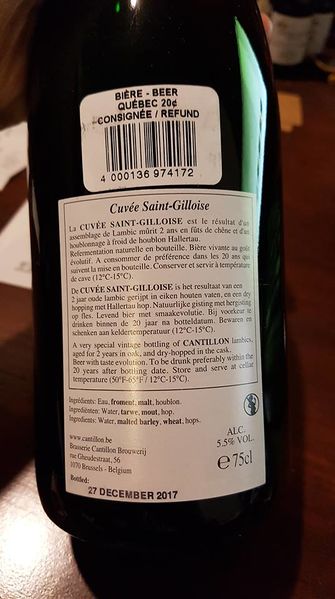 BIÈRE - BEER
QUÉBEC 20¢
CONSIGNÉE / REFUND
4 000136 974172
Cuvée Saint-Gilloise
La CUVÉE SAINT-GILLOISE est le résultat d'un
assemblage de Lambic mûrit 2 ans en fûts de chêne et d'un
houblonnage à froid de houblon Hallertau.
Refermentation naturelle en bouteille. Bière vivante au goût
évolutif. A consommer de préférence dans les 20 ans qui
suivent la mise en bouteille. Conserver et servir à température
de cave (12°C-15°C).
De CUVÉE SAINT-GILLOISE is het resultaat van een
2 jaar oude lambic gerijpt in eiken houten vaten, en een dry
hopping met Hallertau hop. Natuurlijke gisting met hergisting
op fles. Levend bier met smaakevolutie. Bij voorkeur te
drinken binnen de 20 jaar na botteldatum. Bewaren en
schenken aan keldertemperatuur (12°C-15°C).
A very special vintage bottling of CANTILLON lambics,
aged for 2 years in oak, and dry-hopped in the cask.
Beer with taste evolution. To be drunk preferably within the
20 years after bottling date. Store and serve at cellar
temperature (50°F-65°F / 12°C-15°C).
Ingrédients: Eau, froment, malt, houblon.
Ingrediënten: Water, tarwe, mout, hop.
Ingredients: Water, malted barley, wheat, hops.
www.cantillon.be
Brasserie Cantillon Brouwerij
rue Gheudestraat, 56
1070 Brussels - Belgium
Bottled:
27 DECEMBER 2017
ALC.
5.5% VOL.
e 75cl